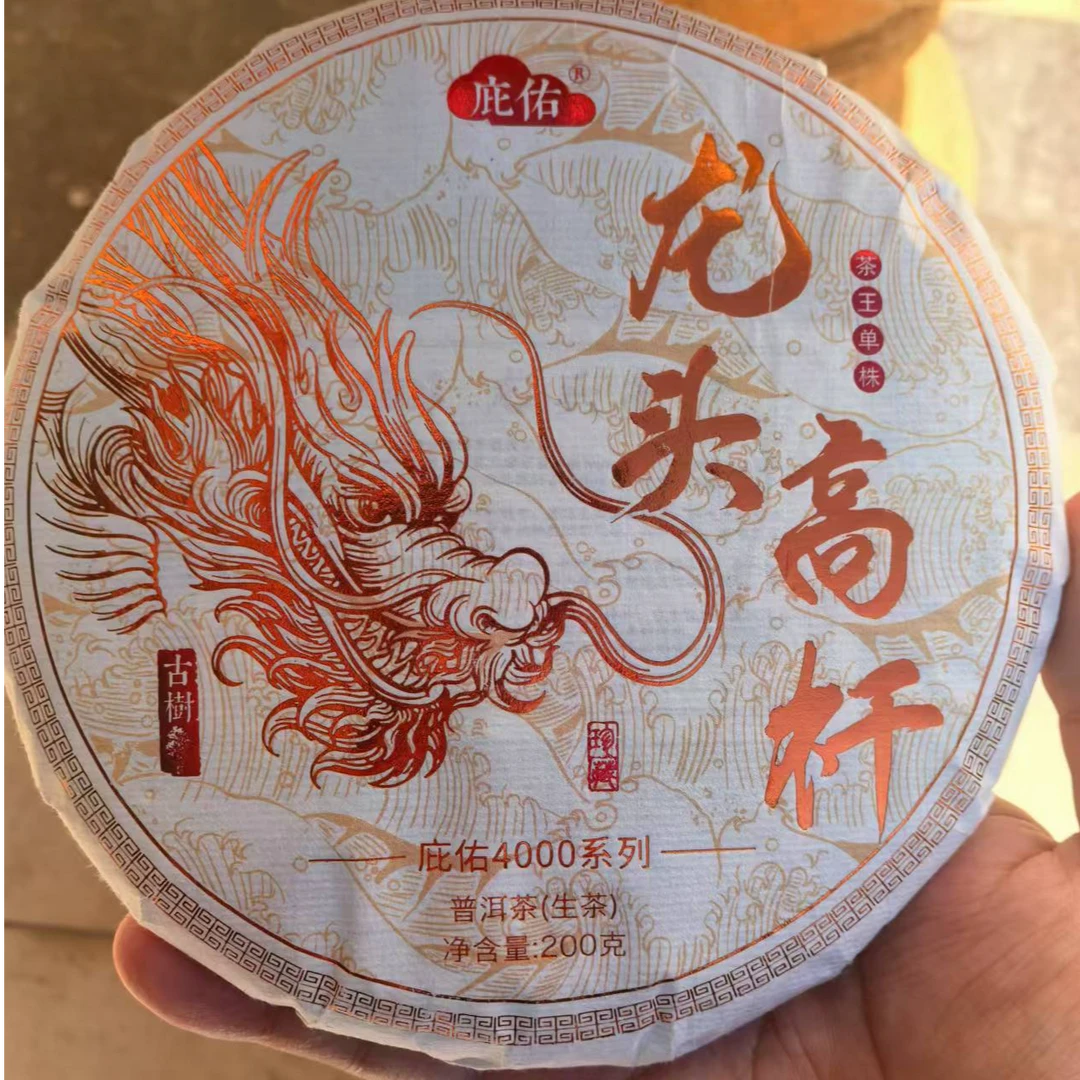 庇佑®
龙头
高杆
茶王单株
古樹
珍藏
庇佑4000系列
普洱茶(生茶)
净含量:200克